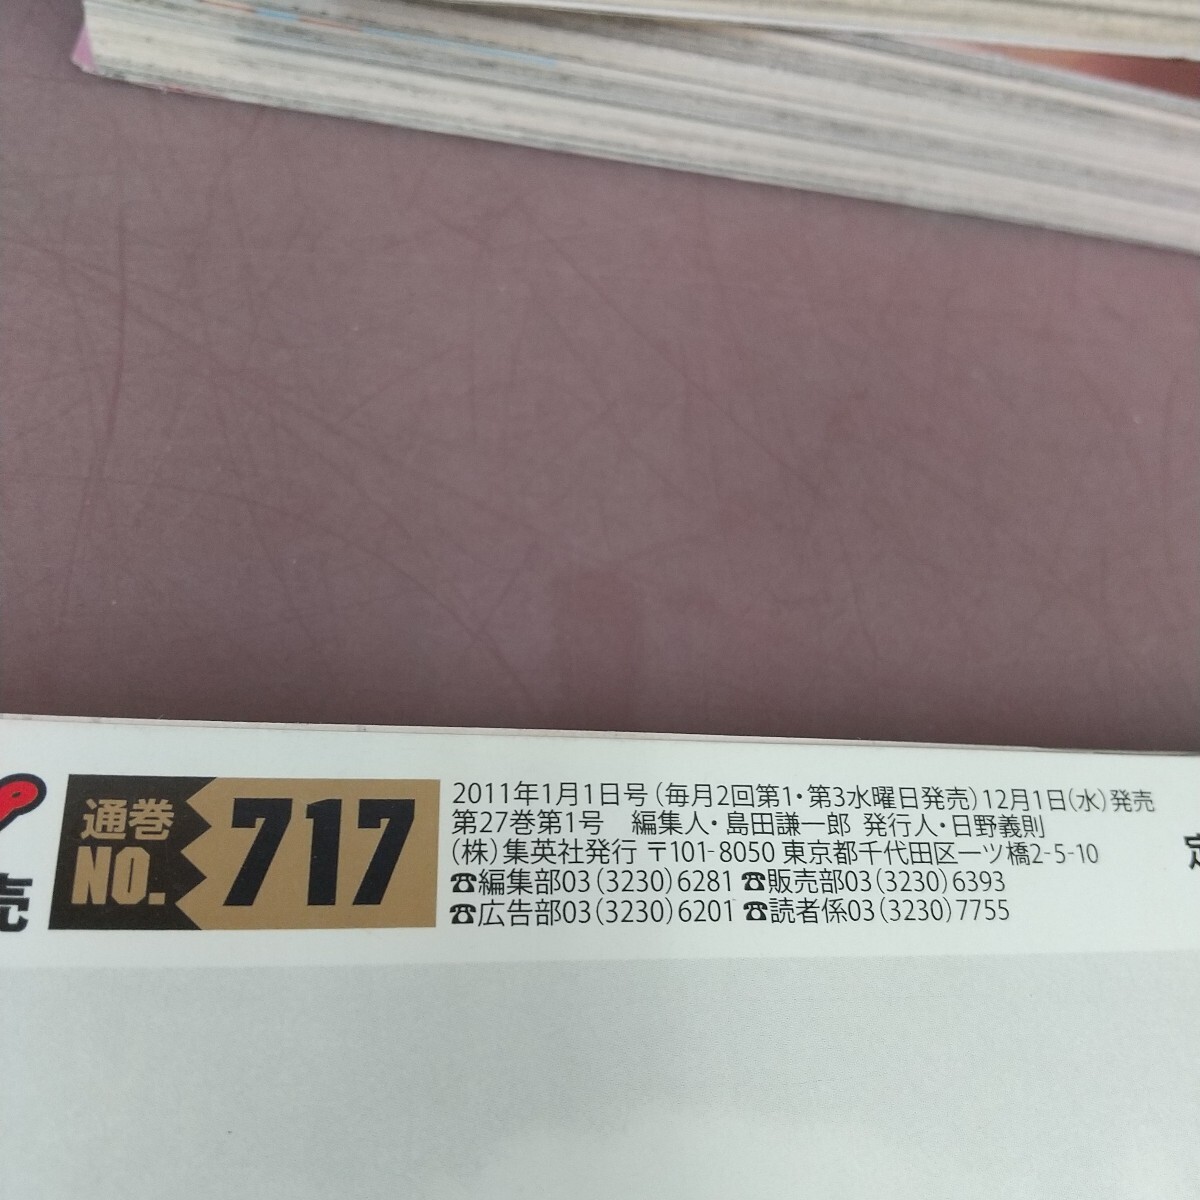 売
通巻
NO.
717
2011年1月1日号（毎月2回第1・第3水曜日発売）12月1日（水）発売
第27巻第1号　編集人・島田謙一郎 発行人・日野義則
（株）集英社発行 〒101-8050 東京都千代田区一ツ橋2-5-10
☎編集部03（3230）6281 ☎販売部03（3230）6393
☎広告部03（3230）6201 ☎読者係03（3230）7755
定